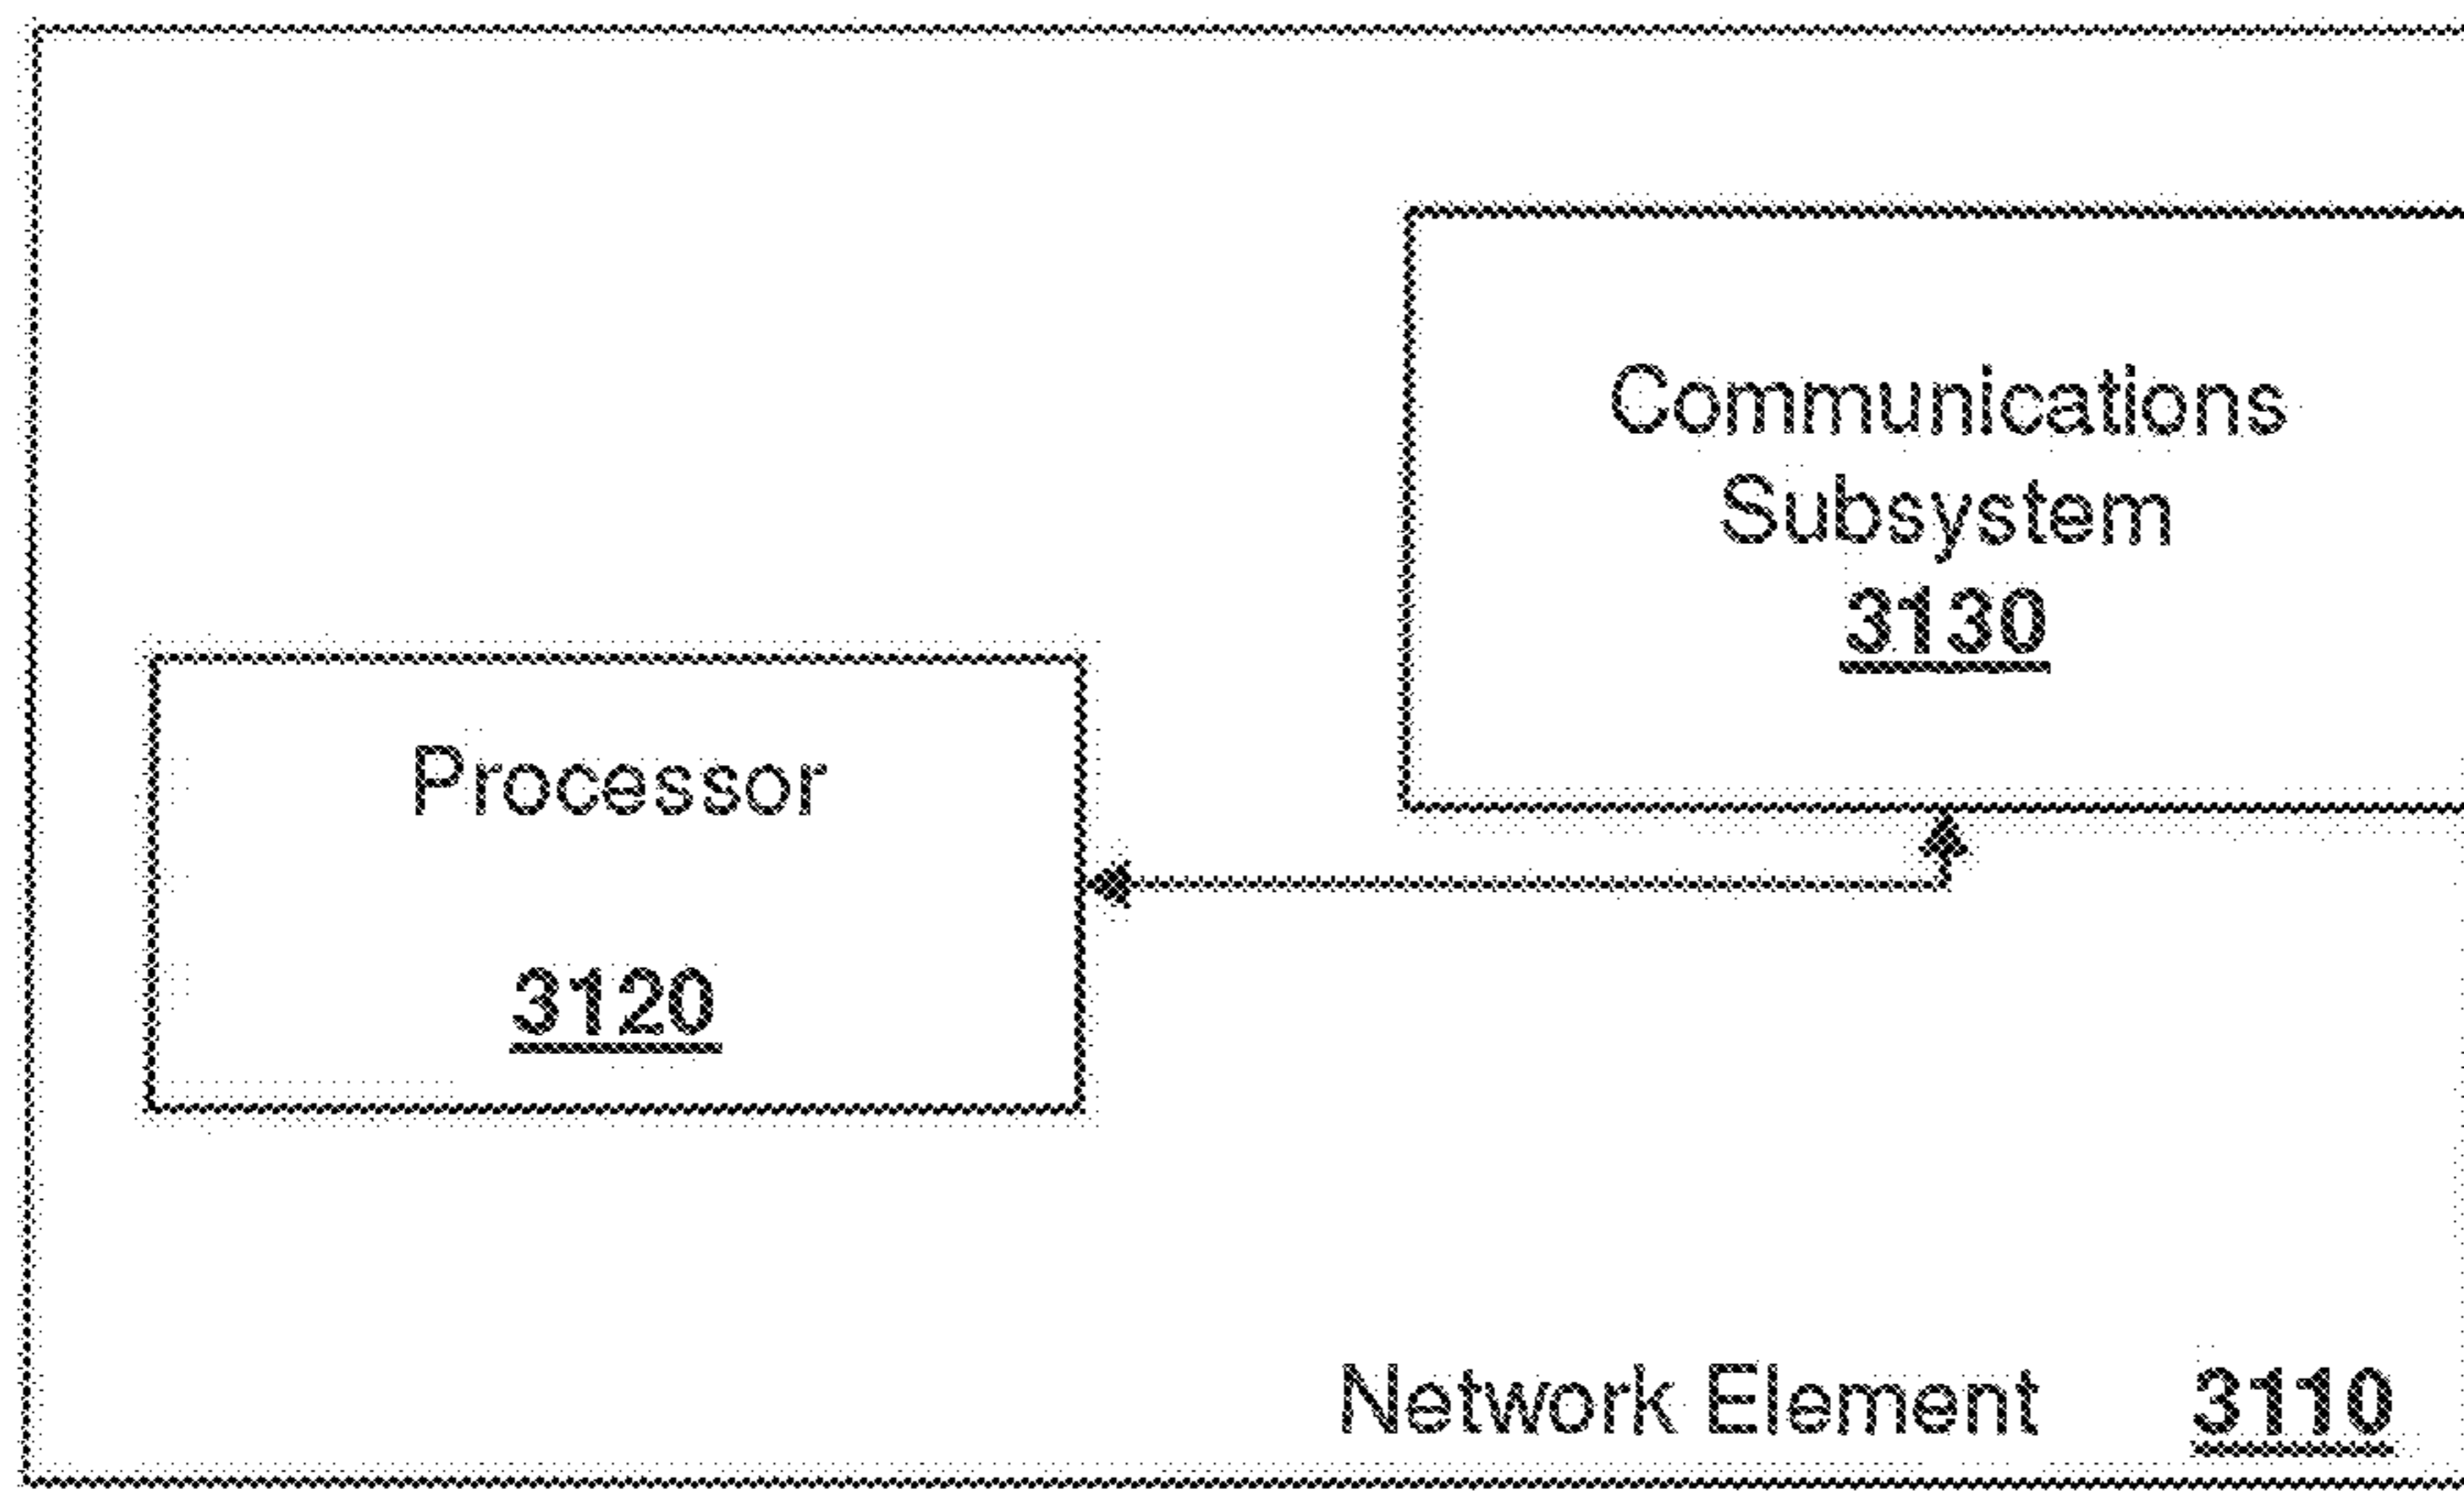 Communications
Subsystem
3130
Processor
3120
Network Element 3110